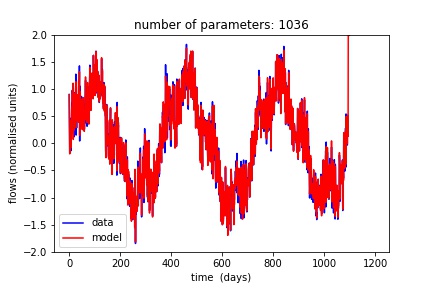 number of parameters: 1036
flows (normalised units)
2.0
1.5
1.0
0.5
0.0
−0.5
−1.0
−1.5
−2.0
data
model
0 200 400 600 800 1000 1200
time (days)